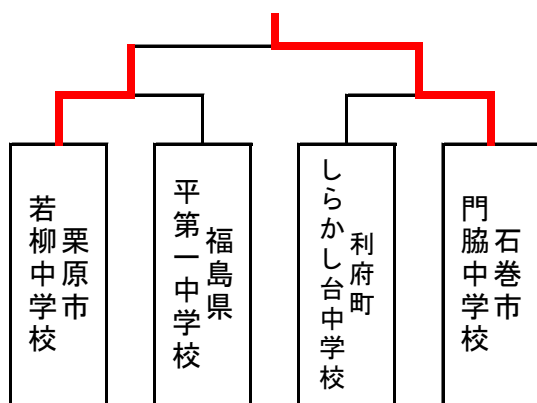 栗原市
若柳中学校
福島県
平第一中学校
利府町
しらかし台中学校
石巻市
門脇中学校